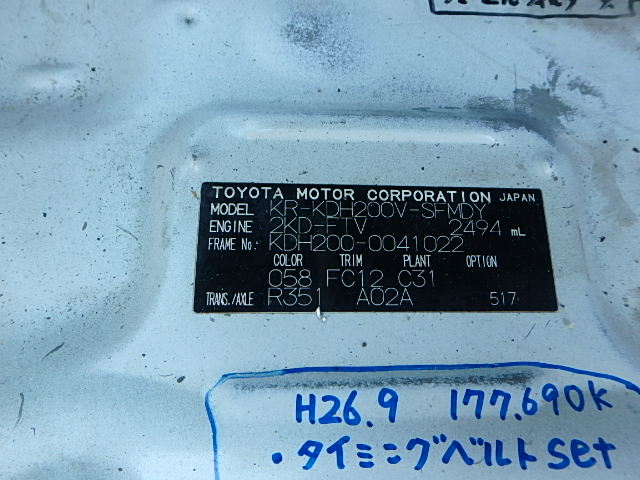 TOYOTA MOTOR CORPORATION JAPAN
MODEL KR-KDH200V-SFMDY
ENGINE 2KD-FTV 2494 mL
FRAME No. KDH200-0041022
COLOR TRIM PLANT OPTION
058 FC12 C31
TRANS./AXLE R351 A02A 517
H26.9 177.690K
・タイミングベルトset